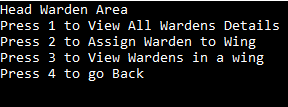 Head Warden Area
Press 1 to View All Wardens Details
Press 2 to Assign Warden to Wing
Press 3 to View Wardens in a wing
Press 4 to go Back